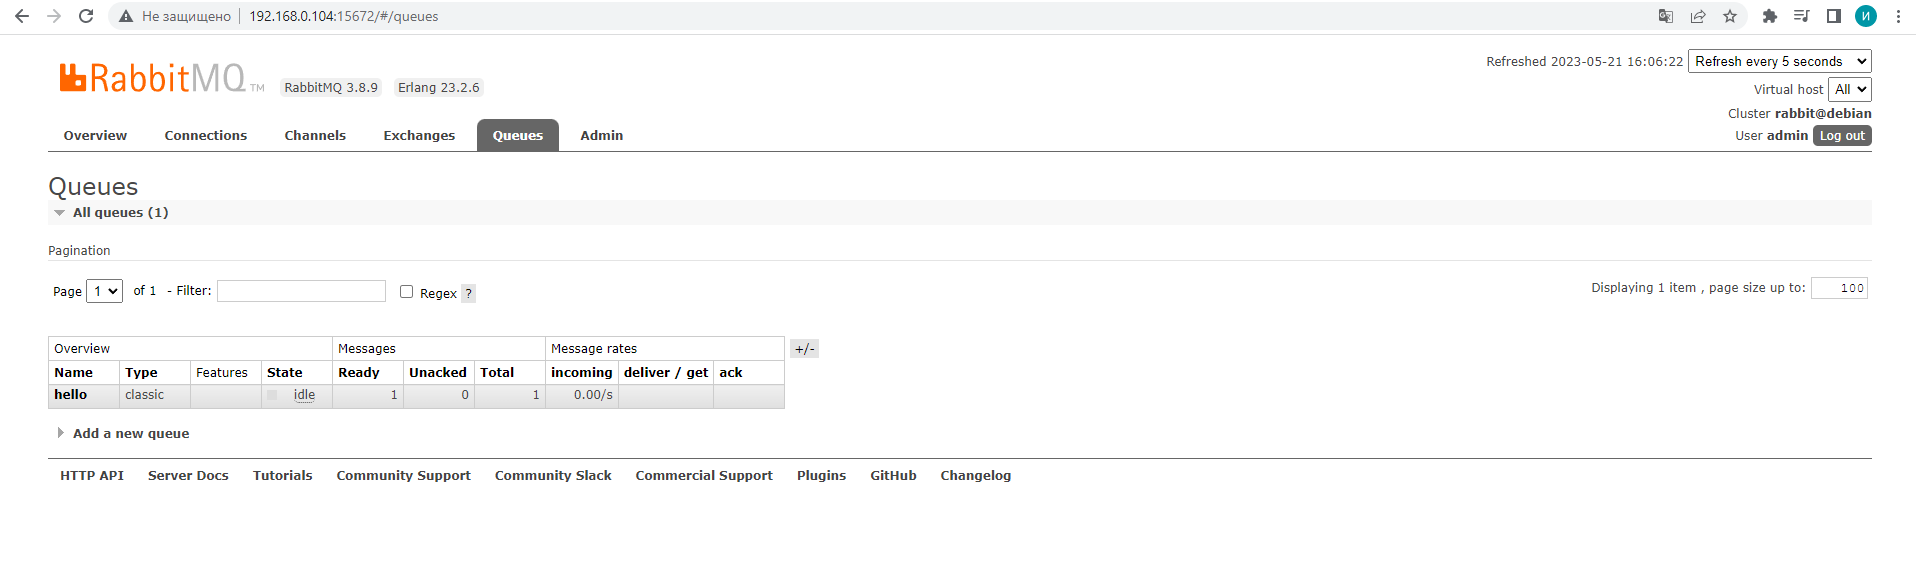 Не защищено 192.168.0.104:15672/#/queues
И
RabbitMQ TM RabbitMQ 3.8.9 Erlang 23.2.6
Refreshed 2023-05-21 16:06:22 Refresh every 5 seconds
Virtual host All
Cluster rabbit@debian
User admin Log out
Overview Connections Channels Exchanges Queues Admin
Queues
All queues (1)
Pagination
Page 1 of 1 - Filter: Regex ?
Displaying 1 item , page size up to: 100
Overview Messages Message rates +/-
Name Type Features State Ready Unacked Total incoming deliver / get ack
hello classic idle 1 0 1 0.00/s
Add a new queue
HTTP API Server Docs Tutorials Community Support Community Slack Commercial Support Plugins GitHub Changelog